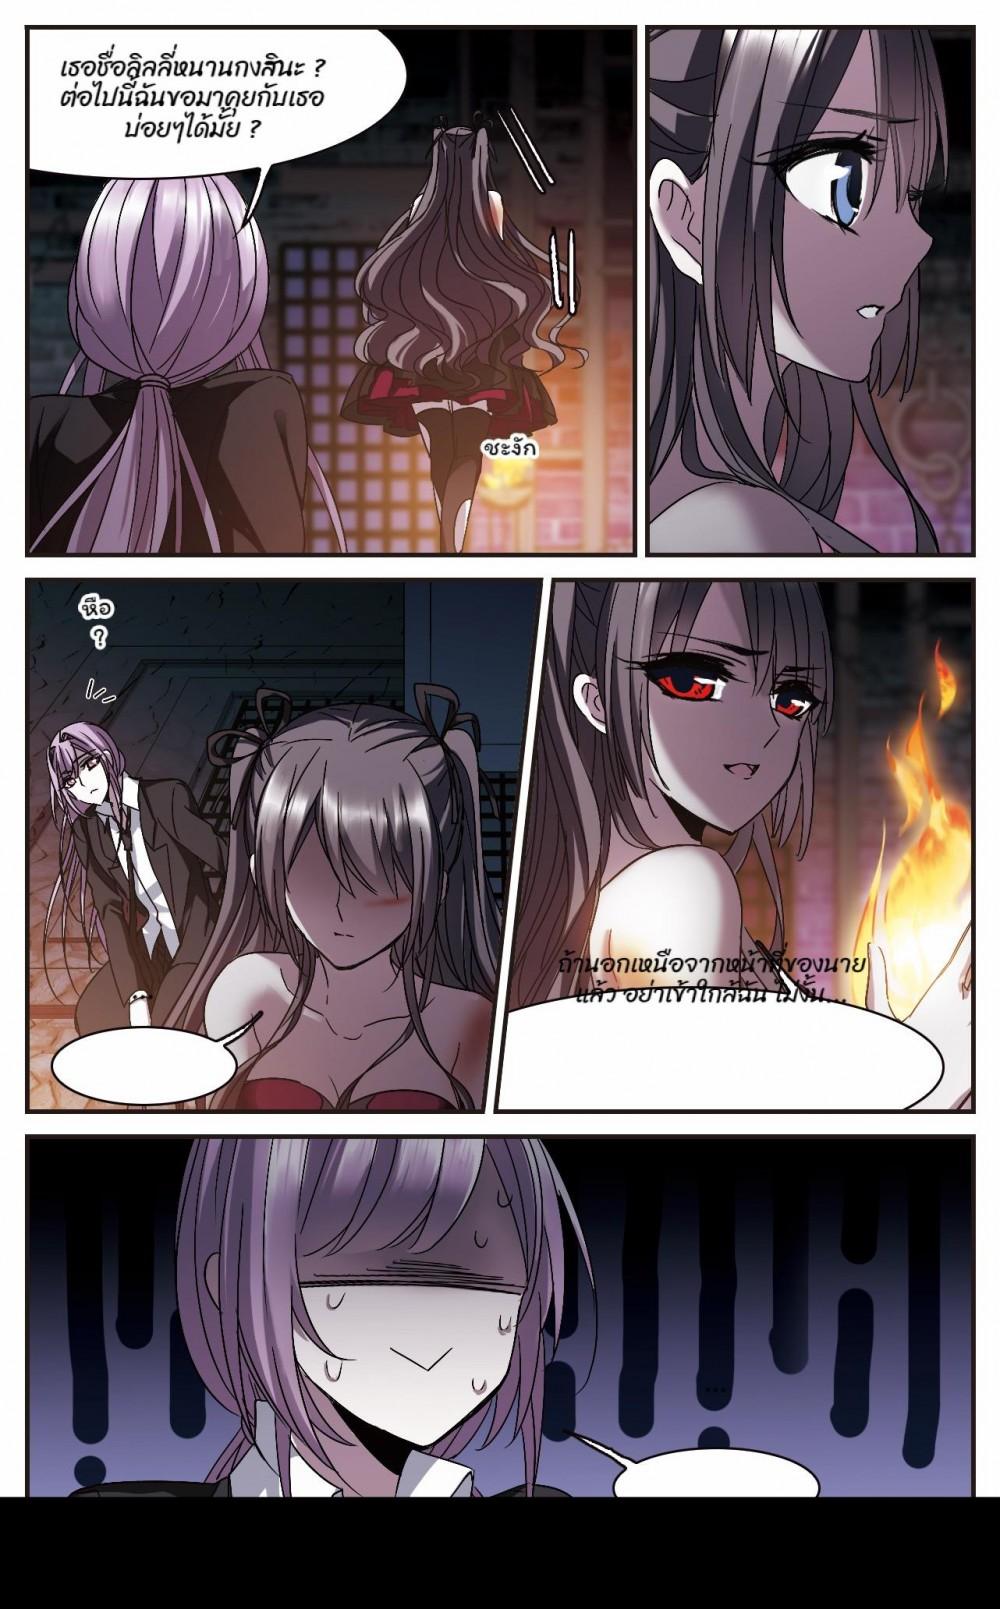 เธอชื่อลิลลี่หนานกงสินะ ?
ต่อไปนี้ฉันขอมาคุยกับเธอ
บ่อยๆได้มั้ย ?
ชะงัก
หือ
?
ถ้านอกเหนือจากหน้าที่ของนาย
แล้ว อย่าเข้าใกล้ฉัน ไม่งั้น...
...